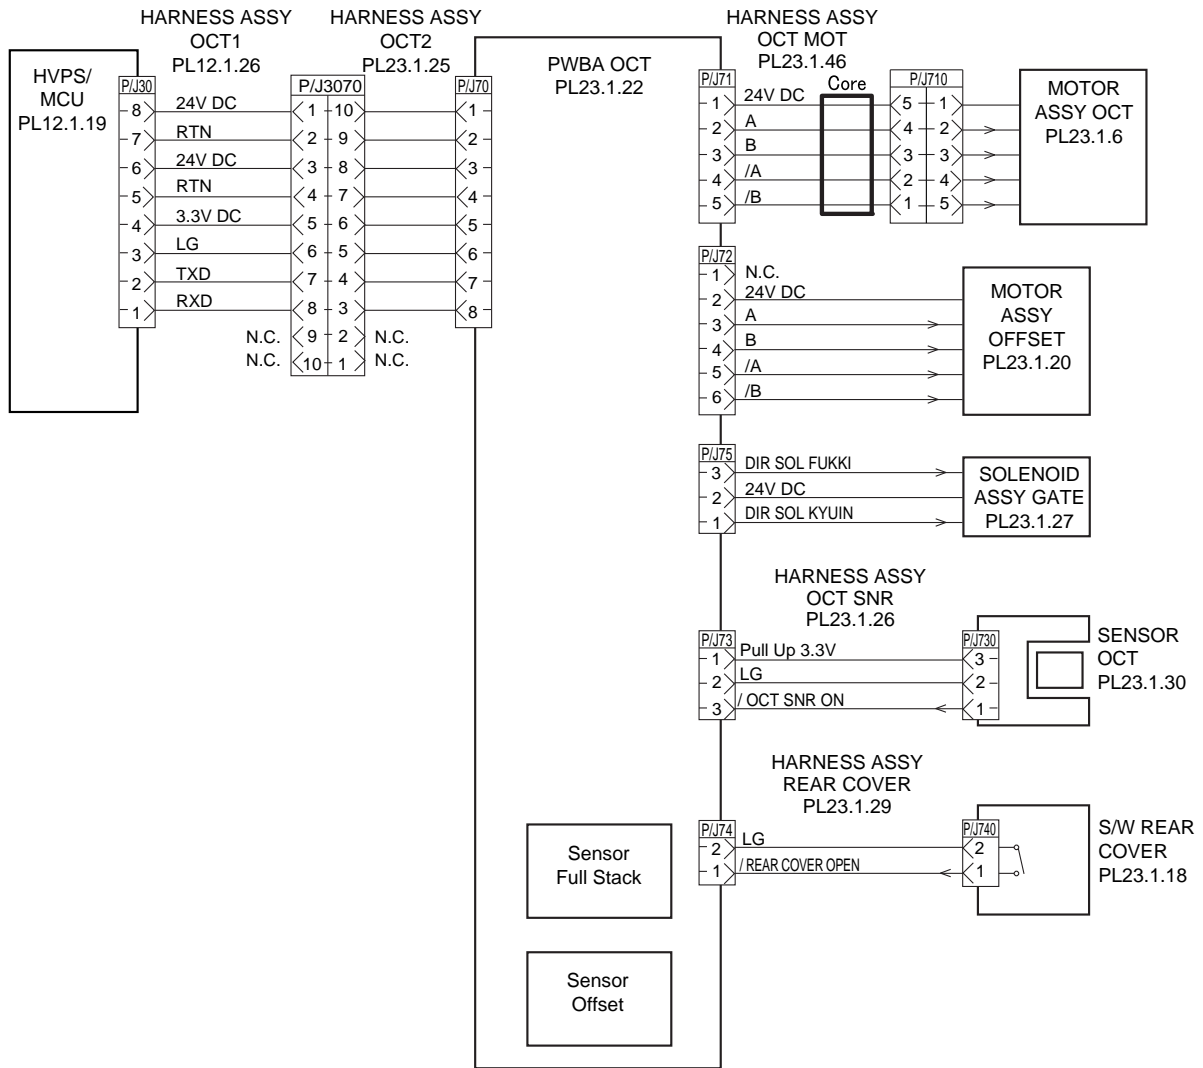 HARNESS ASSY
OCT1
PL12.1.26
HARNESS ASSY
OCT2
PL23.1.25
HARNESS ASSY
OCT MOT
PL23.1.46
HVPS/
MCU
PL12.1.19
P/J30
8
7
6
5
4
3
2
1
24V DC
RTN
24V DC
RTN
3.3V DC
LG
TXD
RXD
N.C.
N.C.
P/J3070
1 10
2 9
3 8
4 7
5 6
6 5
7 4
8 3
9 2
10 1
N.C.
N.C.
P/J70
1
2
3
4
5
6
7
8
PWBA OCT
PL23.1.22
P/J71
1 24V DC
2 A
3 B
4 /A
5 /B
Core
P/J710
5 1
4 2
3 3
2 4
1 5
MOTOR
ASSY OCT
PL23.1.6
P/J72
1 N.C.
2 24V DC
3 A
4 B
5 /A
6 /B
MOTOR
ASSY
OFFSET
PL23.1.20
P/J75
3 DIR SOL FUKKI
2 24V DC
1 DIR SOL KYUIN
SOLENOID
ASSY GATE
PL23.1.27
HARNESS ASSY
OCT SNR
PL23.1.26
P/J73
1 Pull Up 3.3V
2 LG
3 / OCT SNR ON
P/J730
3
2
1
SENSOR
OCT
PL23.1.30
HARNESS ASSY
REAR COVER
PL23.1.29
P/J74
2 LG
1 / REAR COVER OPEN
P/J740
2
1
S/W REAR
COVER
PL23.1.18
Sensor
Full Stack
Sensor
Offset